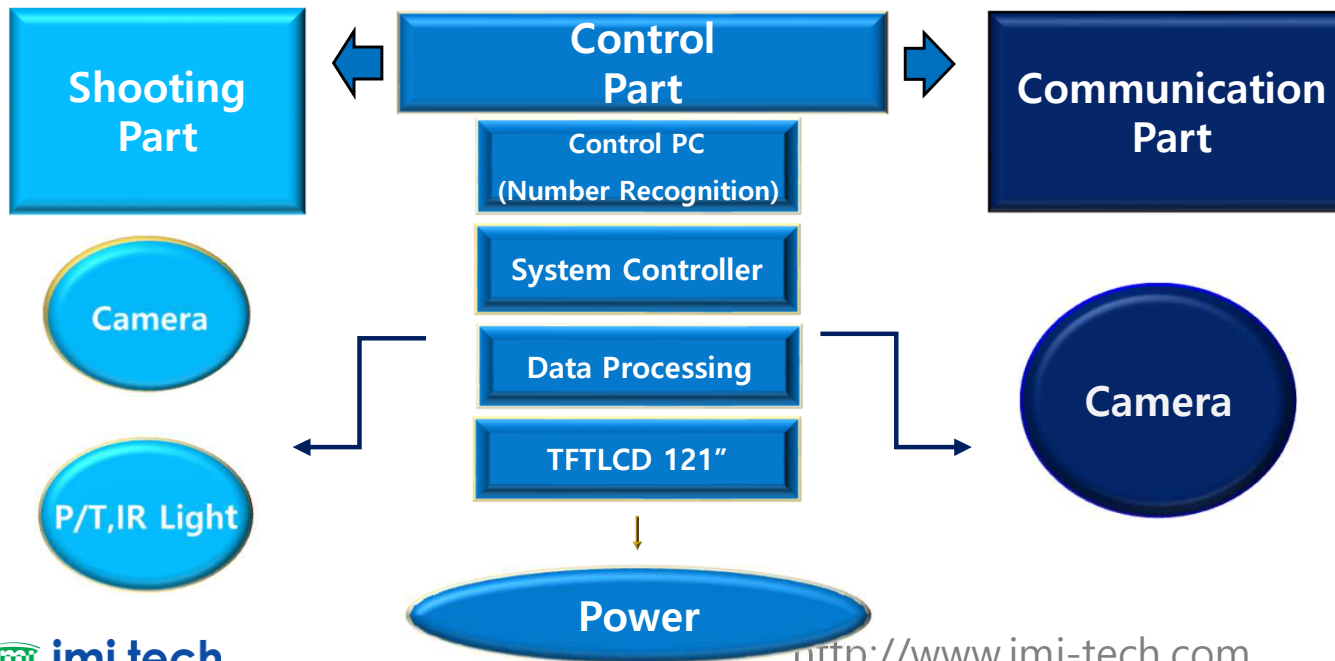 Shooting
Part
Control
Part
Communication
Part
Control PC
(Number Recognition)
System Controller
Data Processing
TFTLCD 121″
Camera
P/T,IR Light
Camera
Power
imi tech
http://www.imi-tech.com